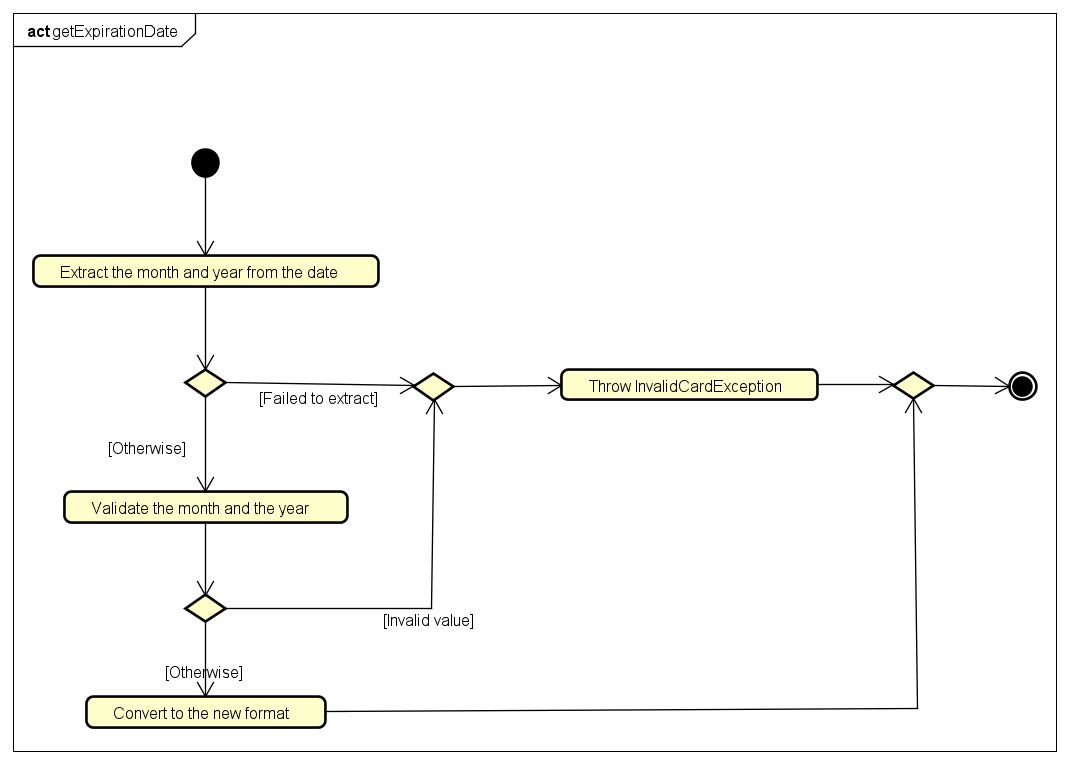 act getExpirationDate
Extract the month and year from the date
[Failed to extract]
Throw InvalidCardException
[Otherwise]
Validate the month and the year
[Invalid value]
[Otherwise]
Convert to the new format